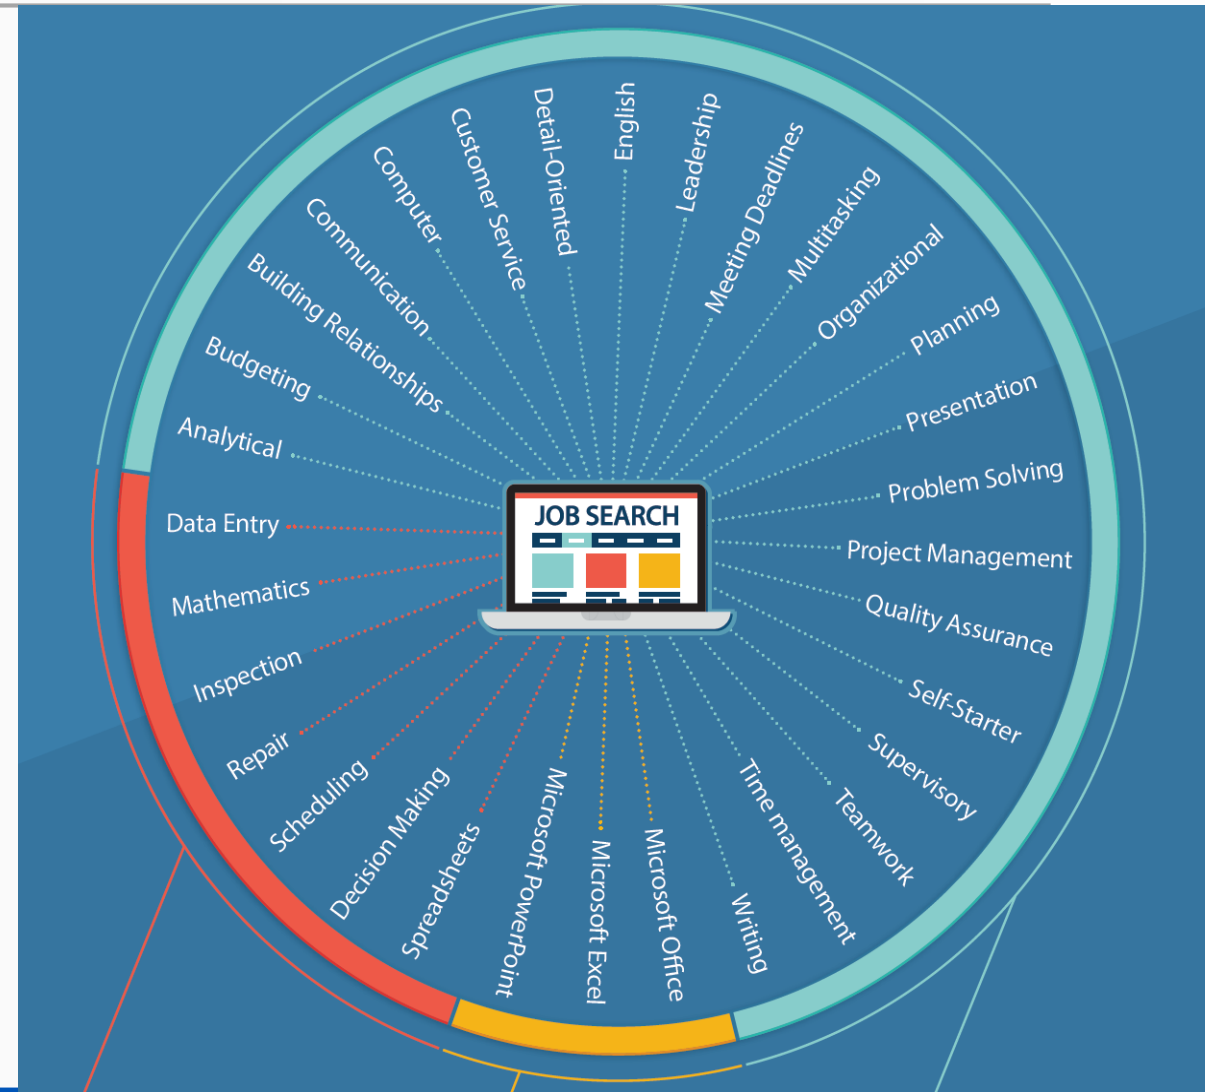 English
Leadership
Meeting Deadlines
Multitasking
Organizational
Planning
Presentation
Problem Solving
Project Management
Quality Assurance
Self-Starter
Supervisory
Teamwork
Time management
Writing
Microsoft Office
Microsoft Excel
Microsoft PowerPoint
Spreadsheets
Decision Making
Scheduling
Repair
Inspection
Mathematics
Data Entry
Analytical
Budgeting
Building Relationships
Communication
Computer
Customer Service
Detail-Oriented
JOB SEARCH